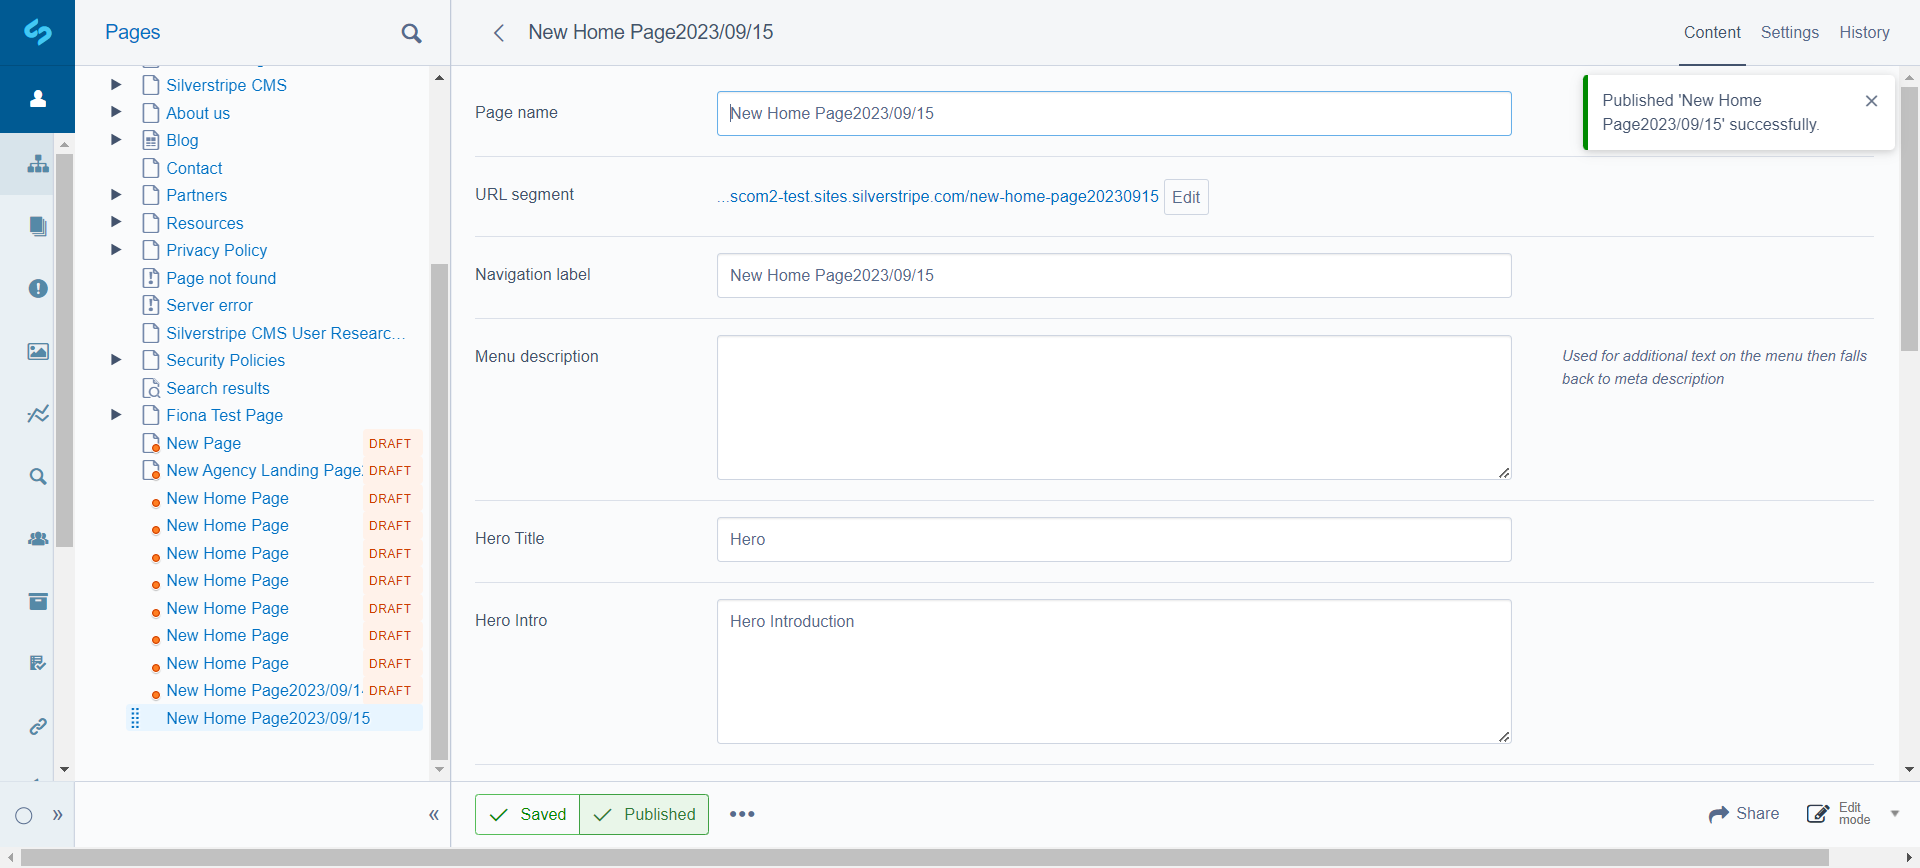 Pages
New Home Page2023/09/15
Content
Settings
History
Silverstripe CMS
About us
Blog
Contact
Partners
Resources
Privacy Policy
Page not found
Server error
Silverstripe CMS User Researc...
Security Policies
Search results
Fiona Test Page
New Page DRAFT
New Agency Landing Page DRAFT
New Home Page DRAFT
New Home Page DRAFT
New Home Page DRAFT
New Home Page DRAFT
New Home Page DRAFT
New Home Page DRAFT
New Home Page DRAFT
New Home Page2023/09/14 DRAFT
New Home Page2023/09/15
Published 'New Home
Page2023/09/15' successfully.
Page name
New Home Page2023/09/15
URL segment
...scom2-test.sites.silverstripe.com/new-home-page20230915
Edit
Navigation label
New Home Page2023/09/15
Menu description
Used for additional text on the menu then falls
back to meta description
Hero Title
Hero
Hero Intro
Hero Introduction
Saved
Published
Share
Edit
mode